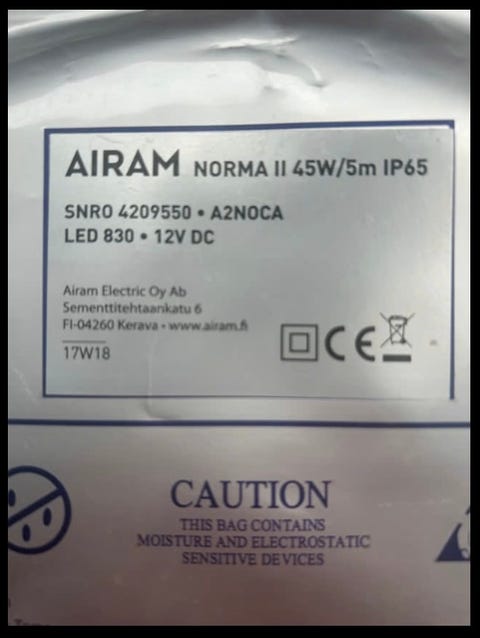 AIRAM NORMA II 45W/5m IP65
SNRO 4209550 • A2NOCA
LED 830 • 12V DC
Airam Electric Oy Ab
Sementtitehtaankatu 6
FI-04260 Kerava • www.airam.fi
17W18
CE
CAUTION
THIS BAG CONTAINS
MOISTURE AND ELECTROSTATIC
SENSITIVE DEVICES